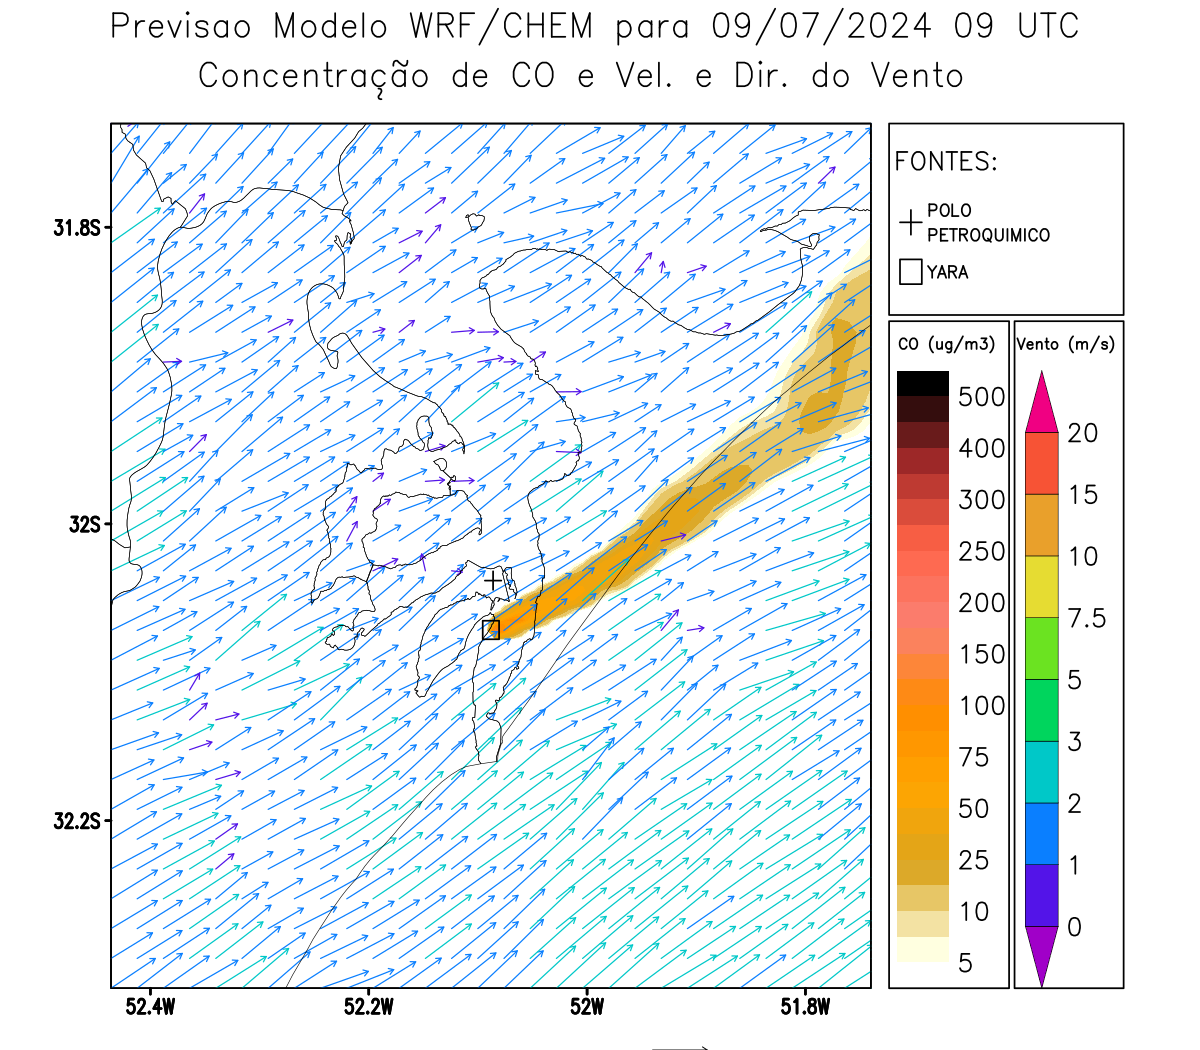 Previsao Modelo WRF/CHEM para 09/07/2024 09 UTC
Concentração de CO e Vel. e Dir. do Vento
FONTES:
POLO
PETROQUIMICO
YARA
CO (ug/m3)
500
400
300
250
200
150
100
75
50
25
10
5
Vento (m/s)
20
15
10
7.5
5
3
2
1
0
31.8S
32S
32.2S
52.4W
52.2W
52W
51.8W